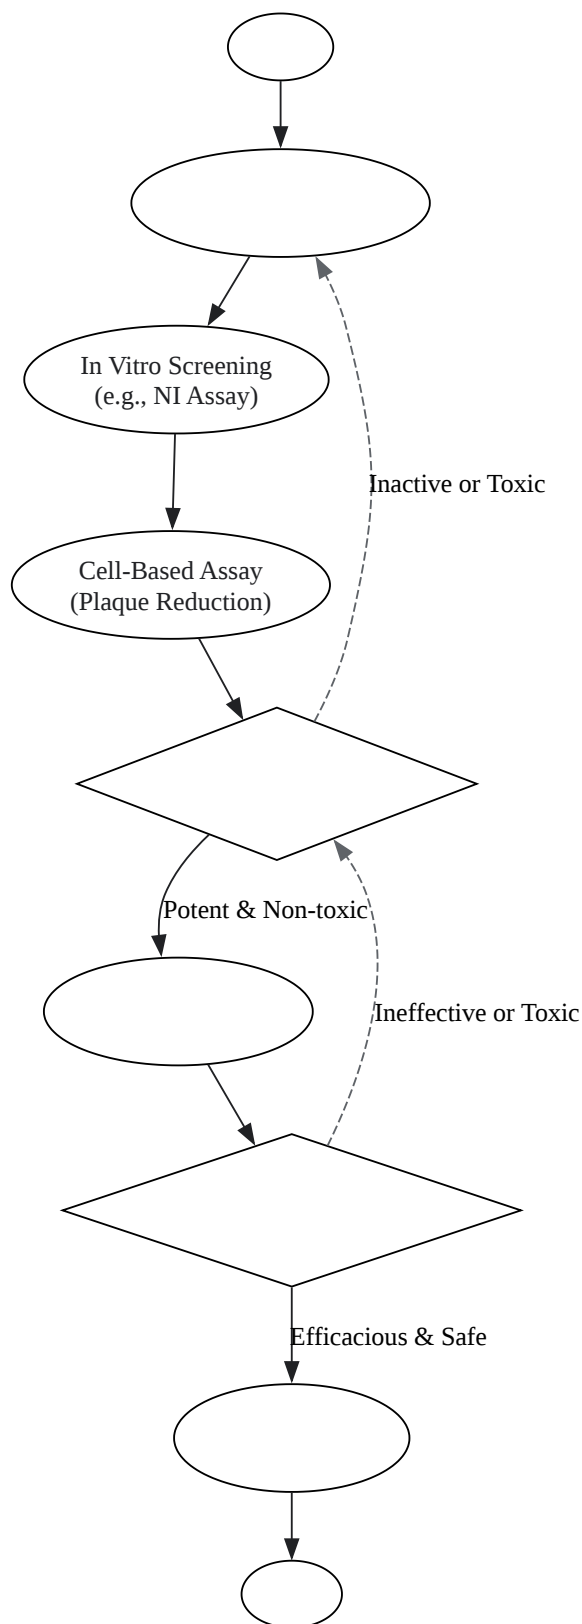 In Vitro Screening
(e.g., NI Assay)
Inactive or Toxic
Cell-Based Assay
(Plaque Reduction)
Potent & Non-toxic
Ineffective or Toxic
Efficacious & Safe